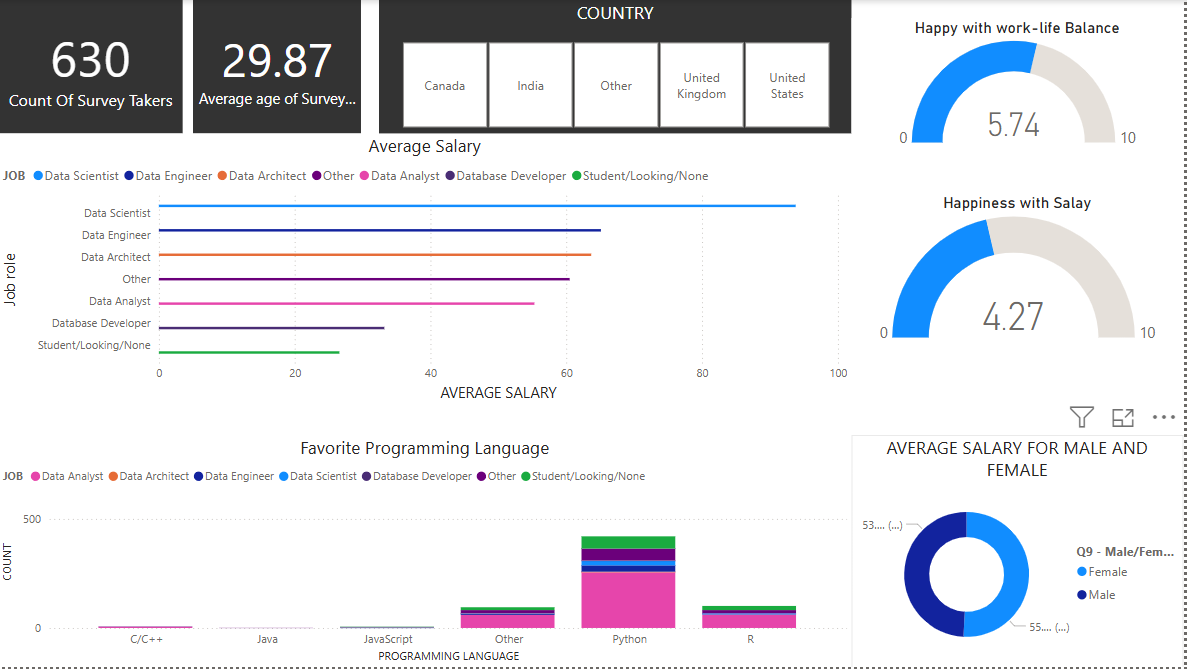 630
Count Of Survey Takers
29.87
Average age of Survey...
COUNTRY
Canada
India
Other
United
Kingdom
United
States
Happy with work-life Balance
5.74
0
10
Average Salary
JOB Data Scientist Data Engineer Data Architect Other Data Analyst Database Developer Student/Looking/None
Job role
Data Scientist
Data Engineer
Data Architect
Other
Data Analyst
Database Developer
Student/Looking/None
0 20 40 60 80 100
AVERAGE SALARY
Happiness with Salay
4.27
0
10
Favorite Programming Language
JOB Data Analyst Data Architect Data Engineer Data Scientist Database Developer Other Student/Looking/None
COUNT
500
0
C/C++ Java JavaScript Other Python R
PROGRAMMING LANGUAGE
AVERAGE SALARY FOR MALE AND
FEMALE
53.... (...)
55.... (...)
Q9 - Male/Fem...
Female
Male